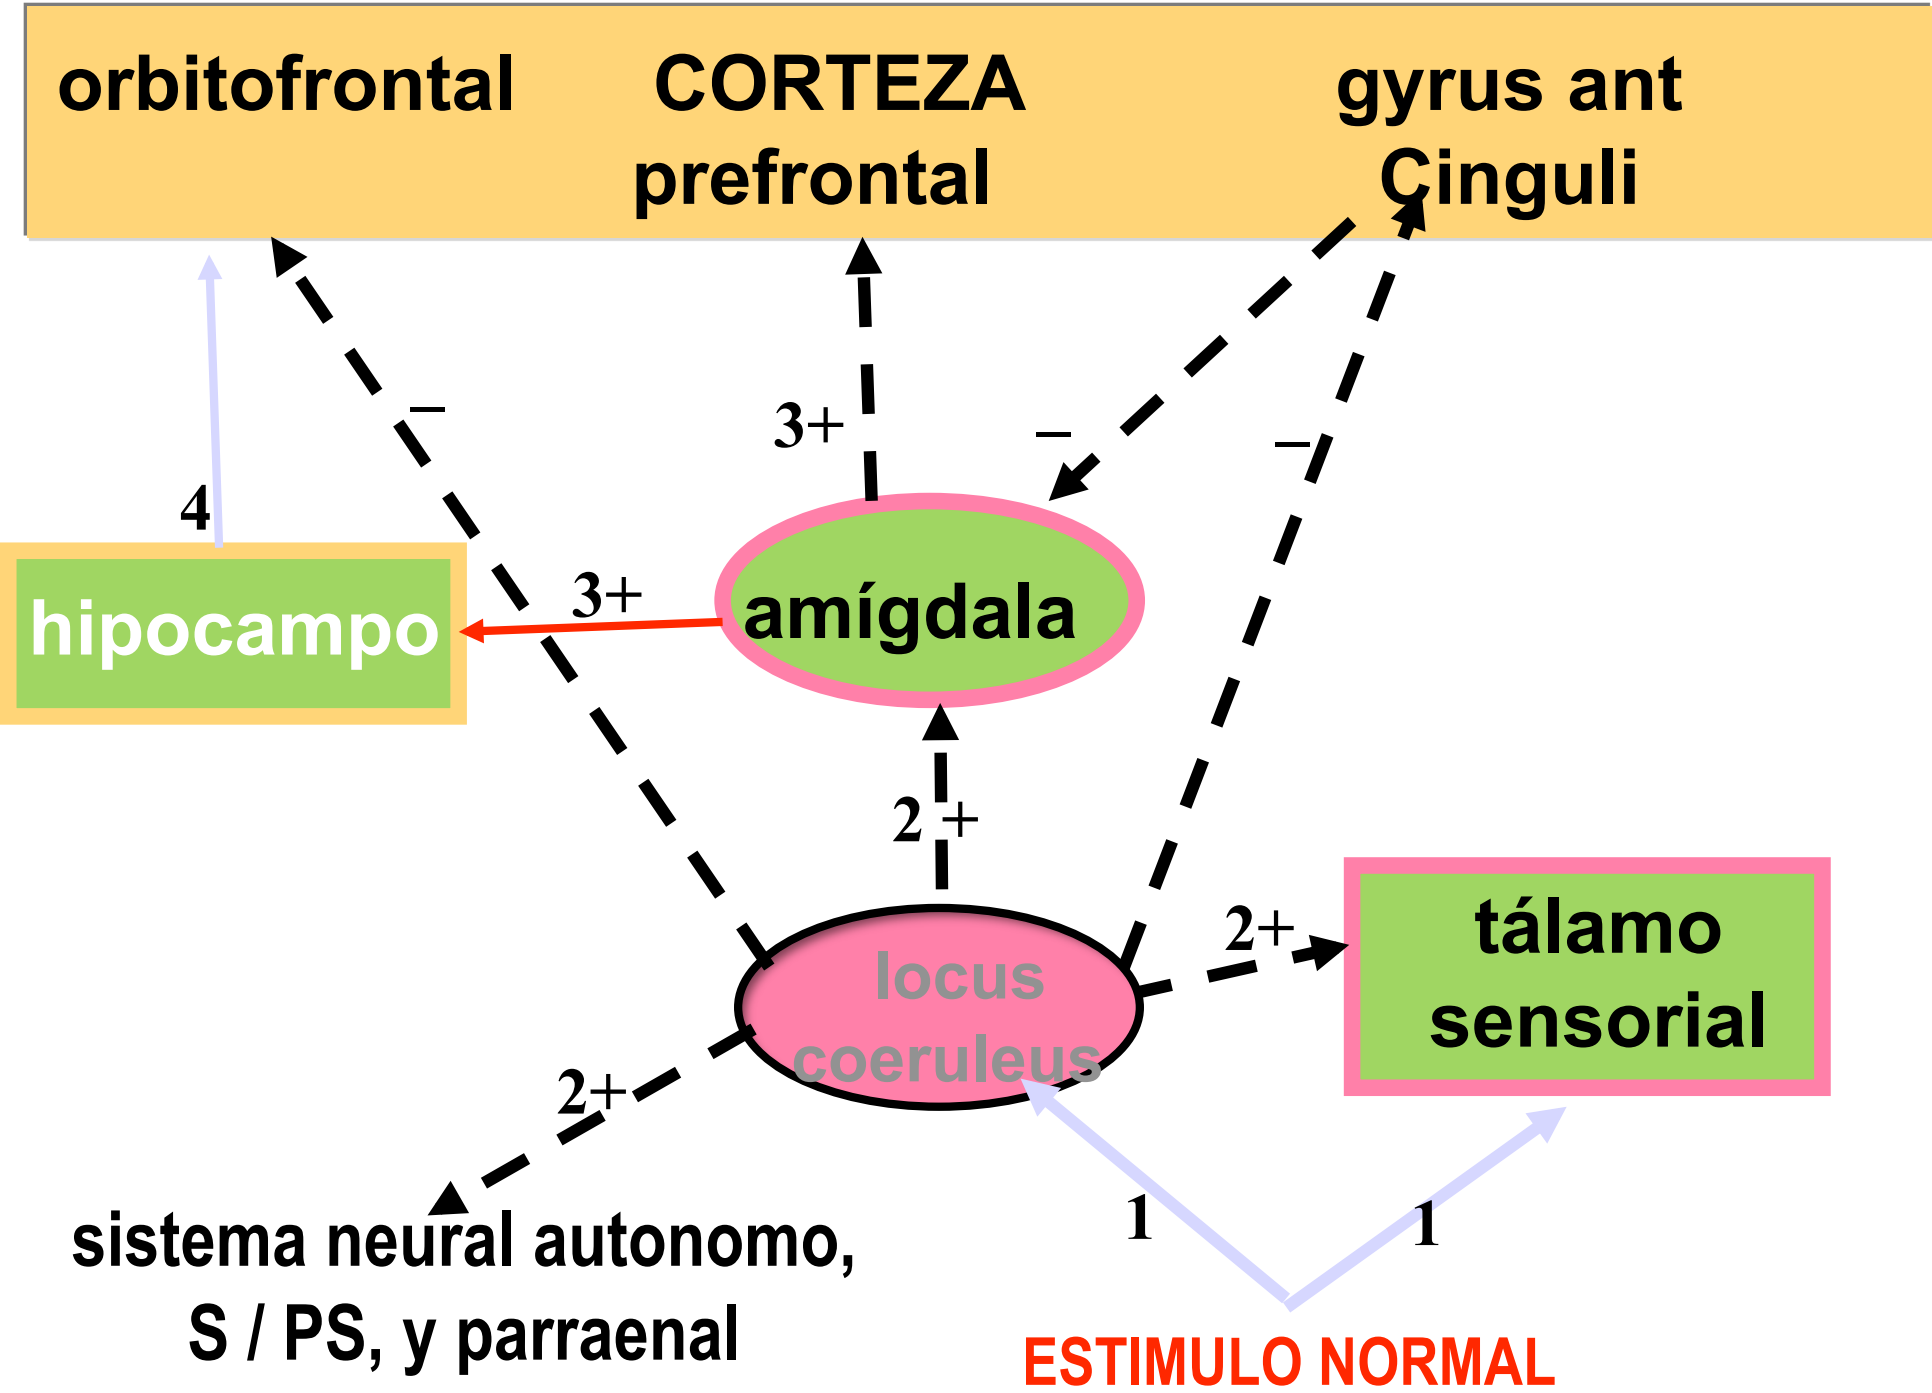 orbitofrontal CORTEZA gyrus ant
prefrontal Cinguli
–
3+
–
–
4
3+
hipocampo
amígdala
2 +
2+
tálamo
sensorial
locus
coeruleus
2+
1
1
sistema neural autonomo,
S / PS, y parraenal
ESTIMULO NORMAL